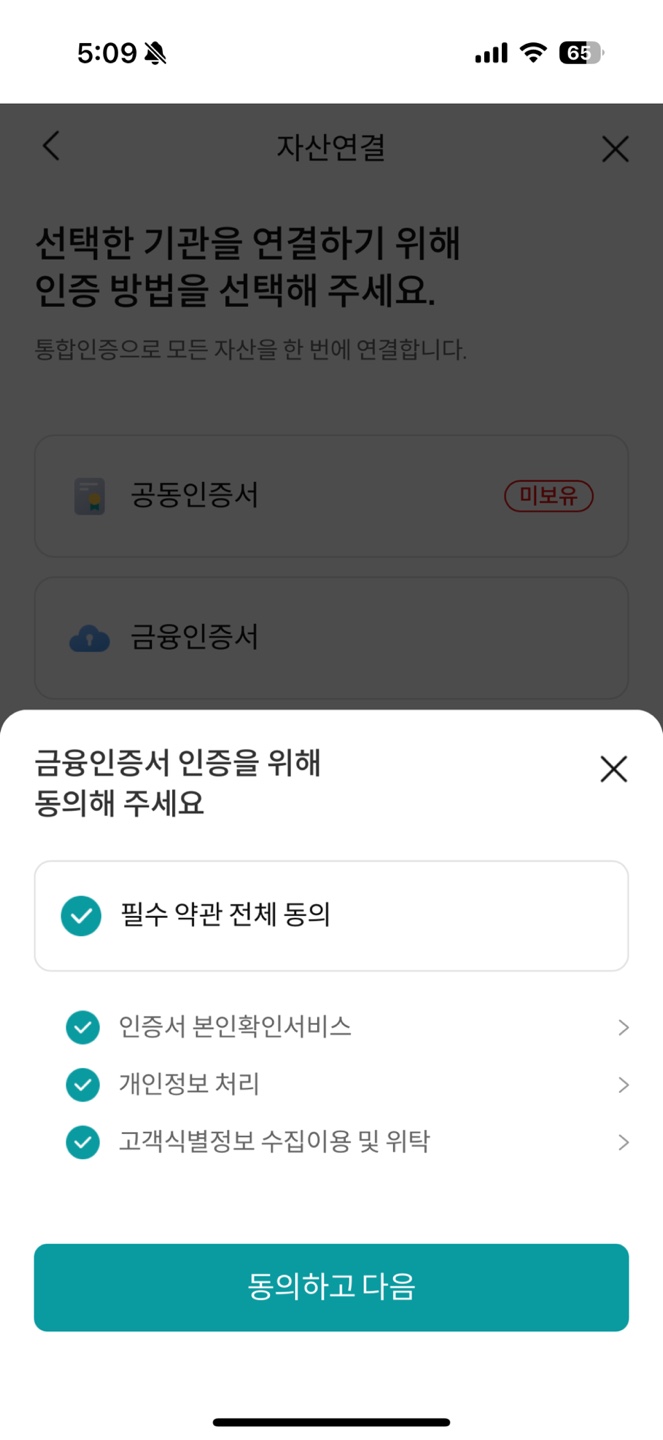 5:09
65
자산연결
선택한 기관을 연결하기 위해
인증 방법을 선택해 주세요.
통합인증으로 모든 자산을 한 번에 연결합니다.
공동인증서
미보유
금융인증서
금융인증서 인증을 위해
동의해 주세요
필수 약관 전체 동의
인증서 본인확인서비스
개인정보 처리
고객식별정보 수집이용 및 위탁
동의하고 다음